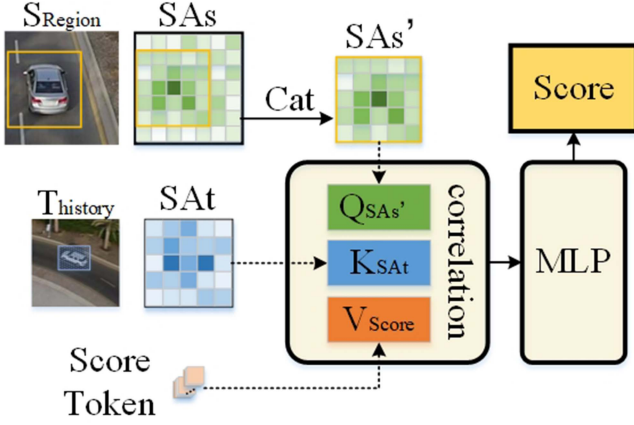 SRegion
SAs
SAs’
Cat
Score
Thistory
SAt
QSAs’
KSAt
VScore
correlation
MLP
Score
Token